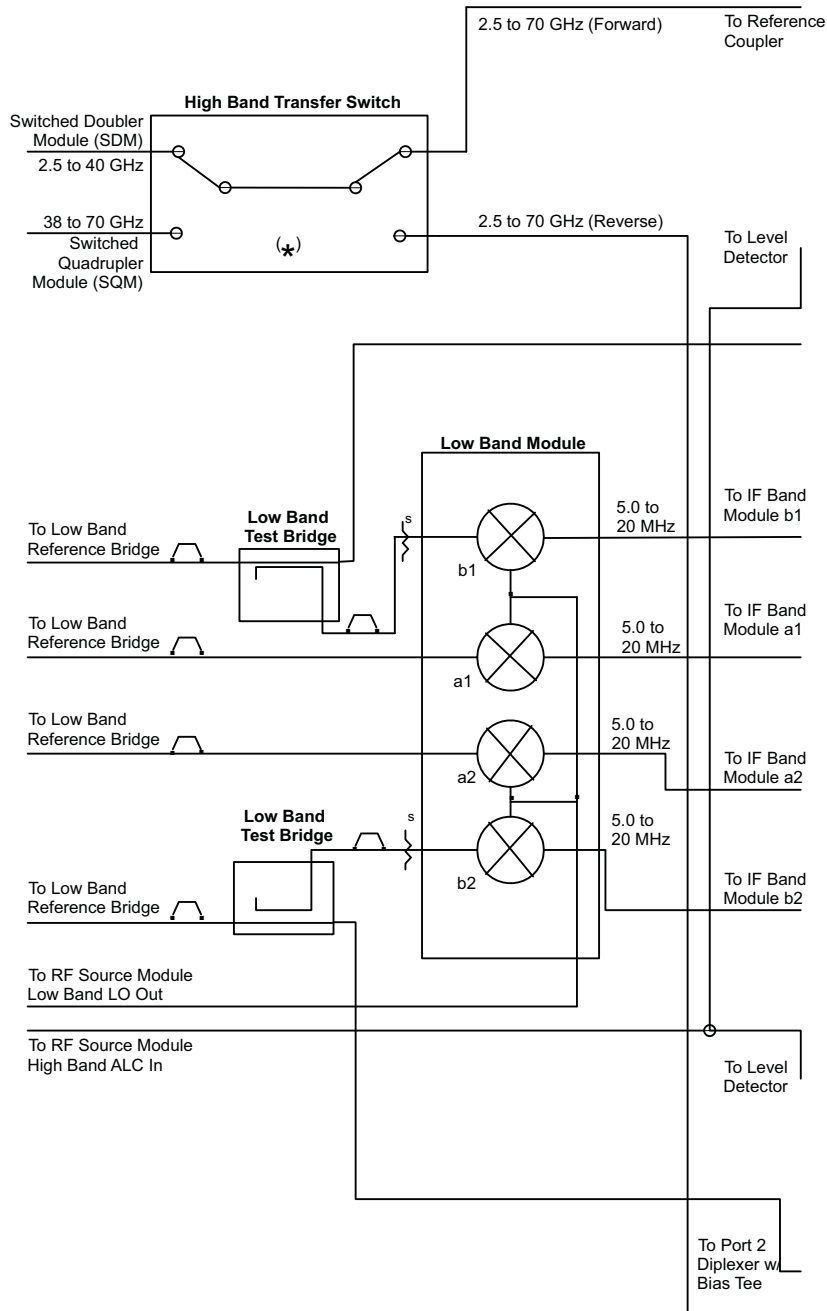 2.5 to 70 GHz (Forward)
To Reference
Coupler
High Band Transfer Switch
Switched Doubler
Module (SDM)
2.5 to 40 GHz
38 to 70 GHz
Switched
Quadrupler
Module (SQM)
(*)
2.5 to 70 GHz (Reverse)
To Level
Detector
Low Band Module
To Low Band
Reference Bridge
Low Band
Test Bridge
s
b1
5.0 to
20 MHz
To IF Band
Module b1
To Low Band
Reference Bridge
a1
5.0 to
20 MHz
To IF Band
Module a1
To Low Band
Reference Bridge
a2
5.0 to
20 MHz
To IF Band
Module a2
Low Band
Test Bridge
s
b2
5.0 to
20 MHz
To Low Band
Reference Bridge
To IF Band
Module b2
To RF Source Module
Low Band LO Out
To RF Source Module
High Band ALC In
To Level
Detector
To Port 2
Diplexer w/
Bias Tee